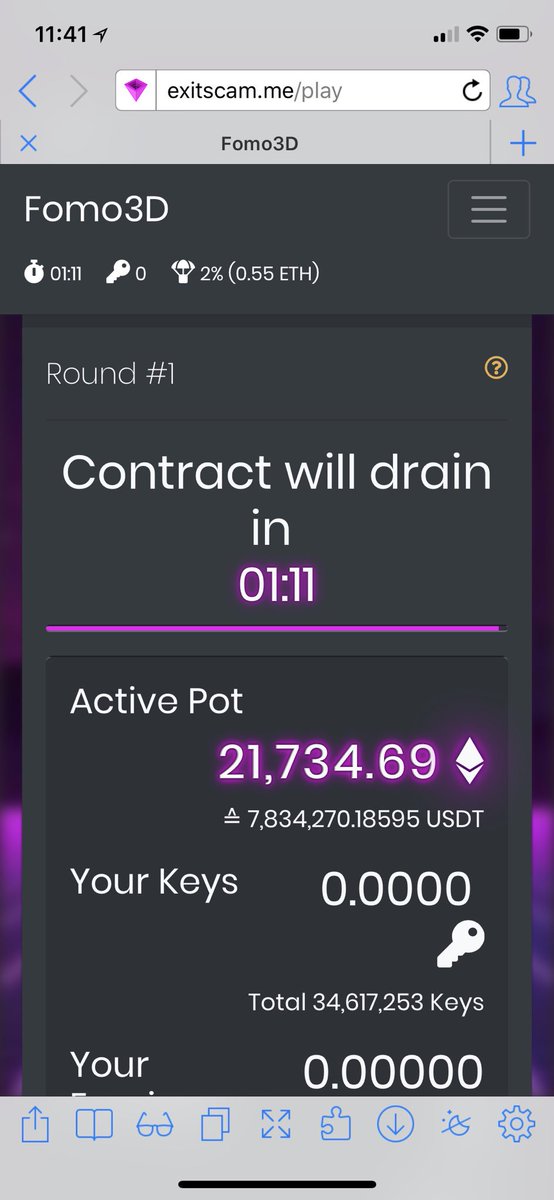 11:41
exitscam.me/play
Fomo3D
Fomo3D
01:11 0 2% (0.55 ETH)
Round #1
Contract will drain
in
01:11
Active Pot
21,734.69
≙ 7,834,270.18595 USDT
Your Keys 0.0000
Total 34,617,253 Keys
Your 0.00000